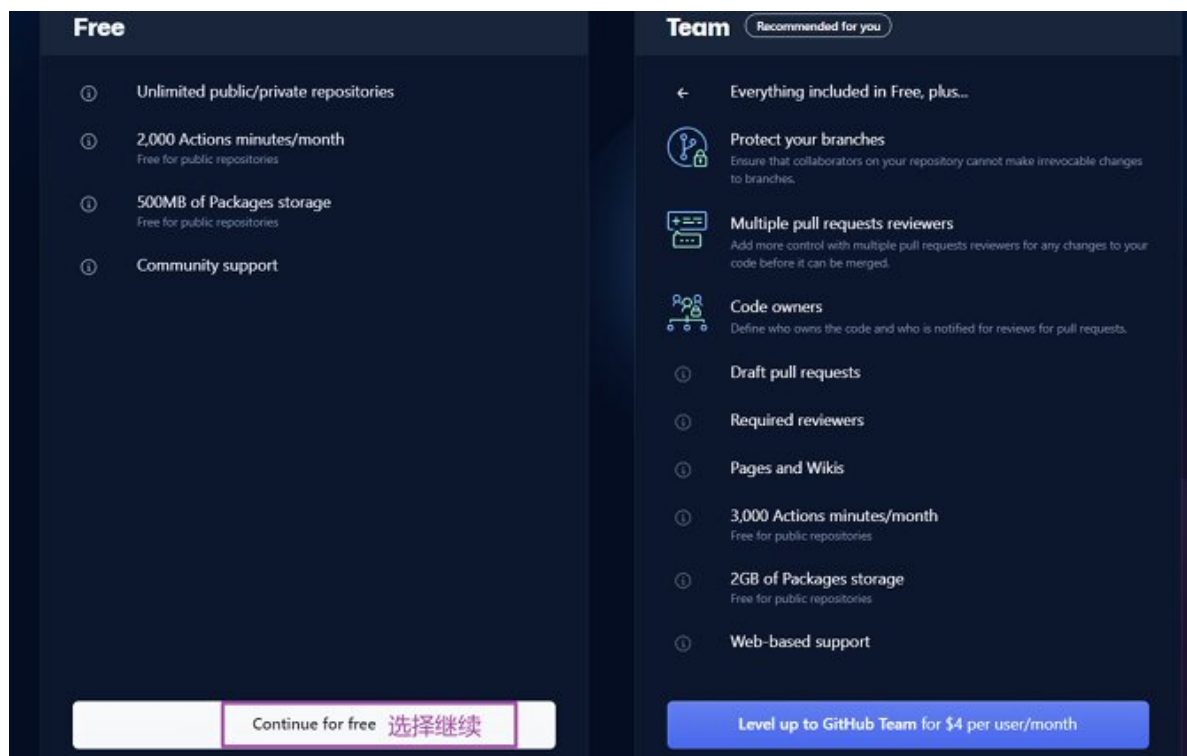 Free
Unlimited public/private repositories
2,000 Actions minutes/month
Free for public repositories
500MB of Packages storage
Free for public repositories
Community support
Continue for free 选择继续
Team Recommended for you
← Everything included in Free, plus...
Protect your branches
Ensure that collaborators on your repository cannot make irrevocable changes
to branches.
Multiple pull requests reviewers
Add more control with multiple pull requests reviewers for any changes to your
code before it can be merged.
Code owners
Define who owns the code and who is notified for reviews for pull requests.
Draft pull requests
Required reviewers
Pages and Wikis
3,000 Actions minutes/month
Free for public repositories
2GB of Packages storage
Free for public repositories
Web-based support
Level up to GitHub Team for $4 per user/month